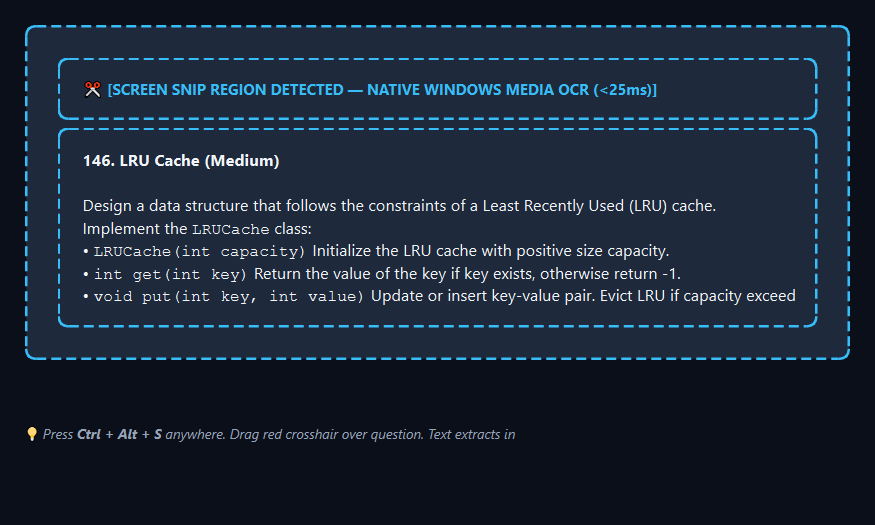 ✂️ [SCREEN SNIP REGION DETECTED — NATIVE WINDOWS MEDIA OCR (<25ms)]
146. LRU Cache (Medium)
Design a data structure that follows the constraints of a Least Recently Used (LRU) cache.
Implement the LRUCache class:
• LRUCache(int capacity) Initialize the LRU cache with positive size capacity.
• int get(int key) Return the value of the key if key exists, otherwise return -1.
• void put(int key, int value) Update or insert key-value pair. Evict LRU if capacity exceed
💡 Press Ctrl + Alt + S anywhere. Drag red crosshair over question. Text extracts in